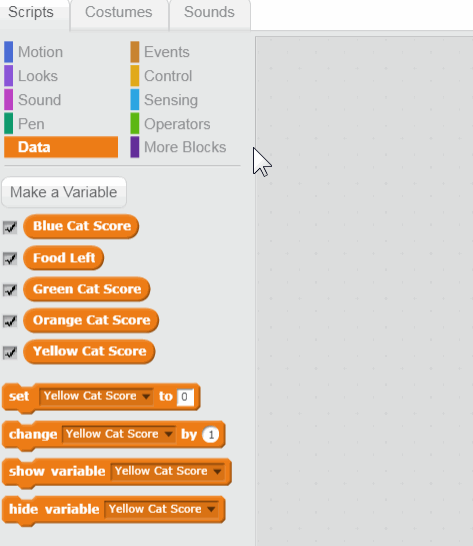 Scripts Costumes Sounds
Motion Events
Looks Control
Sound Sensing
Pen Operators
Data More Blocks
Make a Variable
Blue Cat Score
Food Left
Green Cat Score
Orange Cat Score
Yellow Cat Score
set Yellow Cat Score to 0
change Yellow Cat Score by 1
show variable Yellow Cat Score
hide variable Yellow Cat Score